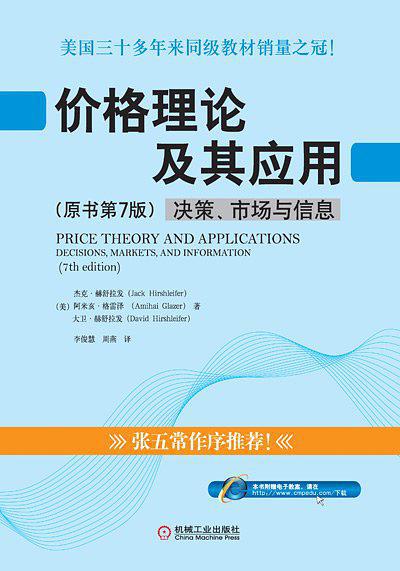 美国三十多年来同级教材销量之冠！
价格理论
及其应用
（原书第7版） 决策、市场与信息
PRICE THEORY AND APPLICATIONS
DECISIONS, MARKETS, AND INFORMATION
(7th edition)
杰克·赫舒拉发（Jack Hirshleifer）
（美）阿米亥·格雷泽（Amihai Glazer） 著
大卫·赫舒拉发（David Hirshleifer）
李俊慧 周燕 译
张五常作序推荐！
本书附赠电子教案，请在
http://www.cmpedu.com/下载
机械工业出版社
China Machine Press